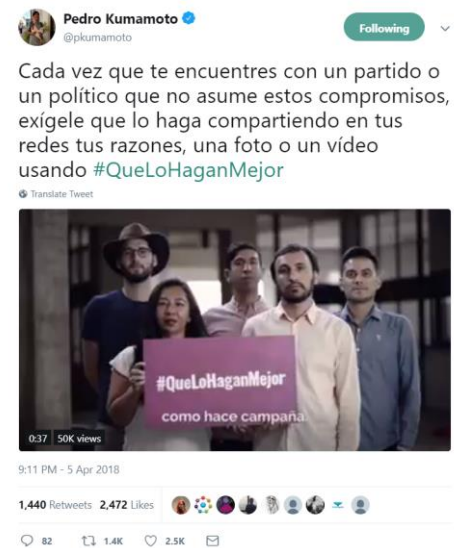 Pedro Kumamoto
@pkumamoto
Following
Cada vez que te encuentres con un partido o
un político que no asume estos compromisos,
exígele que lo haga compartiendo en tus
redes tus razones, una foto o un vídeo
usando #QueLoHaganMejor
Translate Tweet
#QueLoHaganMejor
como hace campaña.
0:37 50K views
9:11 PM - 5 Apr 2018
1,440 Retweets 2,472 Likes
82 1.4K 2.5K